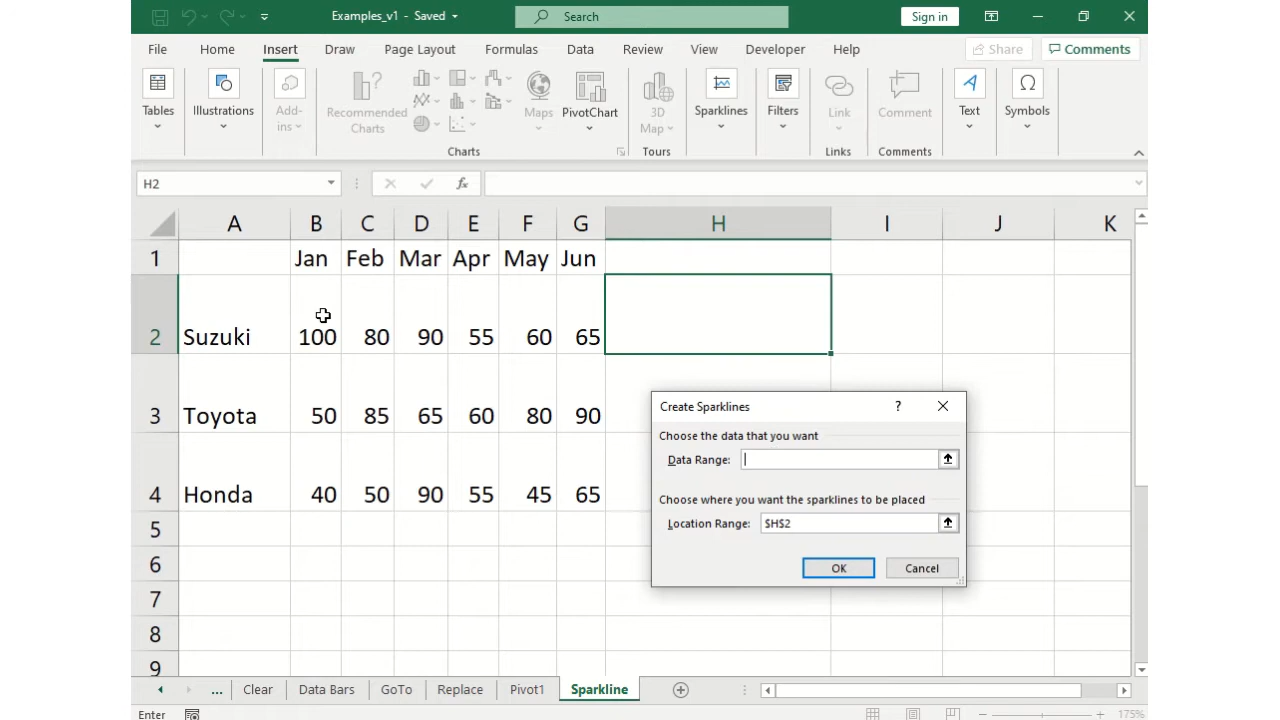 Examples_v1 - Saved
Search
Sign in
File Home Insert Draw Page Layout Formulas Data Review View Developer Help Share Comments
Tables Illustrations Add-ins Recommended Charts Maps PivotChart 3D Map Sparklines Filters Link Comment Text Symbols
Charts Tours Links Comments
H2 fx
A B C D E F G H I J K
1 Jan Feb Mar Apr May Jun
2 Suzuki 100 80 90 55 60 65
3 Toyota 50 85 65 60 80 90
4 Honda 40 50 90 55 45 65
5
6
7
8
9
Create Sparklines ?
Choose the data that you want
Data Range:
Choose where you want the sparklines to be placed
Location Range: $H$2
OK Cancel
... Clear Data Bars GoTo Replace Pivot1 Sparkline
Enter 175%